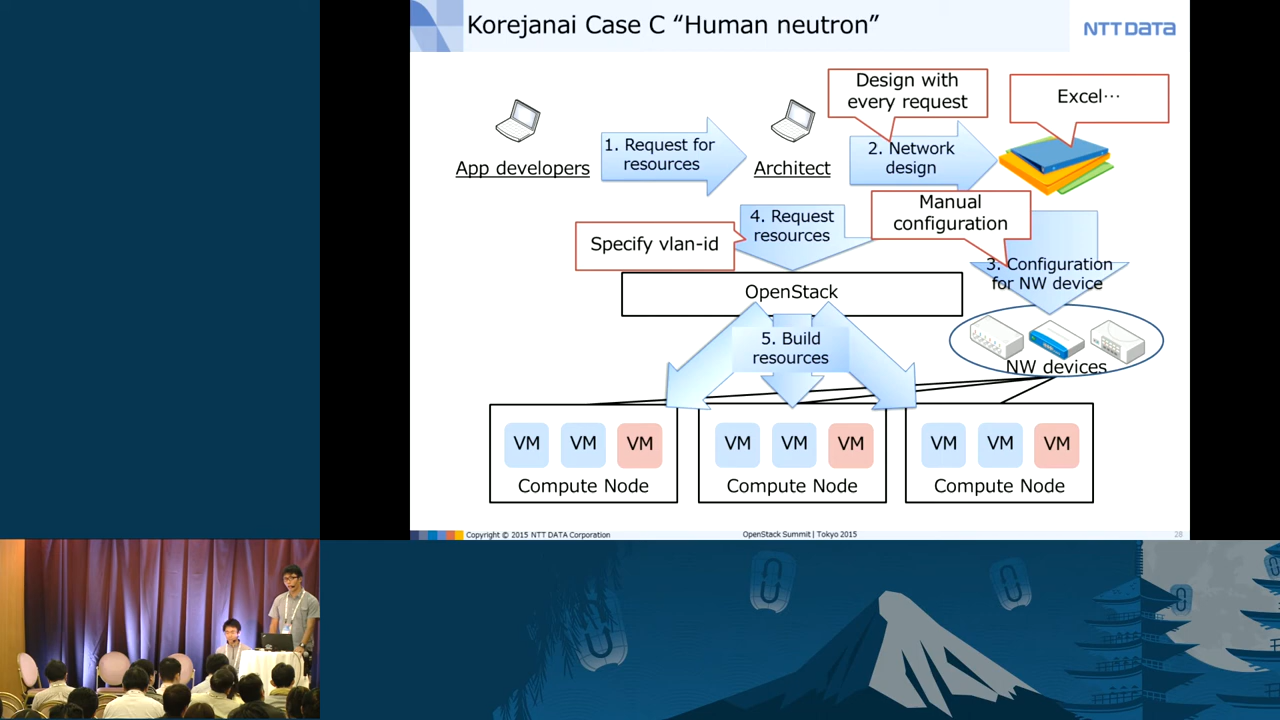 Korejanai Case C “Human neutron”
NTT DATA
Design with
every request
Excel…
1. Request for
resources
2. Network
design
App developers
Architect
Manual
configuration
4. Request
resources
Specify vlan-id
3. Configuration
for NW device
OpenStack
5. Build
resources
NW devices
VM VM VM
VM VM VM
VM VM VM
Compute Node
Compute Node
Compute Node
Copyright © 2015 NTT DATA Corporation
OpenStack Summit | Tokyo 2015
28